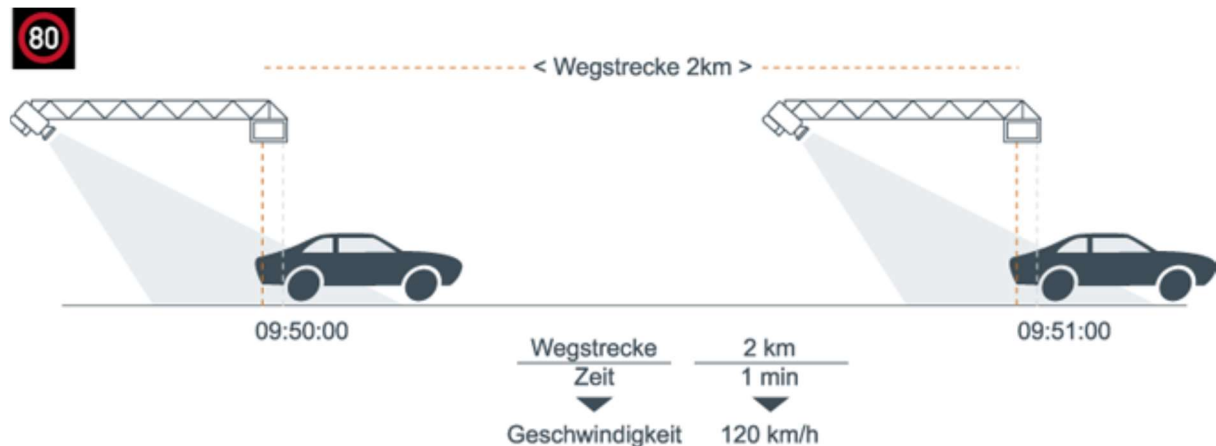 80
< Wegstrecke 2km >
09:50:00
09:51:00
Wegstrecke 2 km
Zeit 1 min
Geschwindigkeit 120 km/h